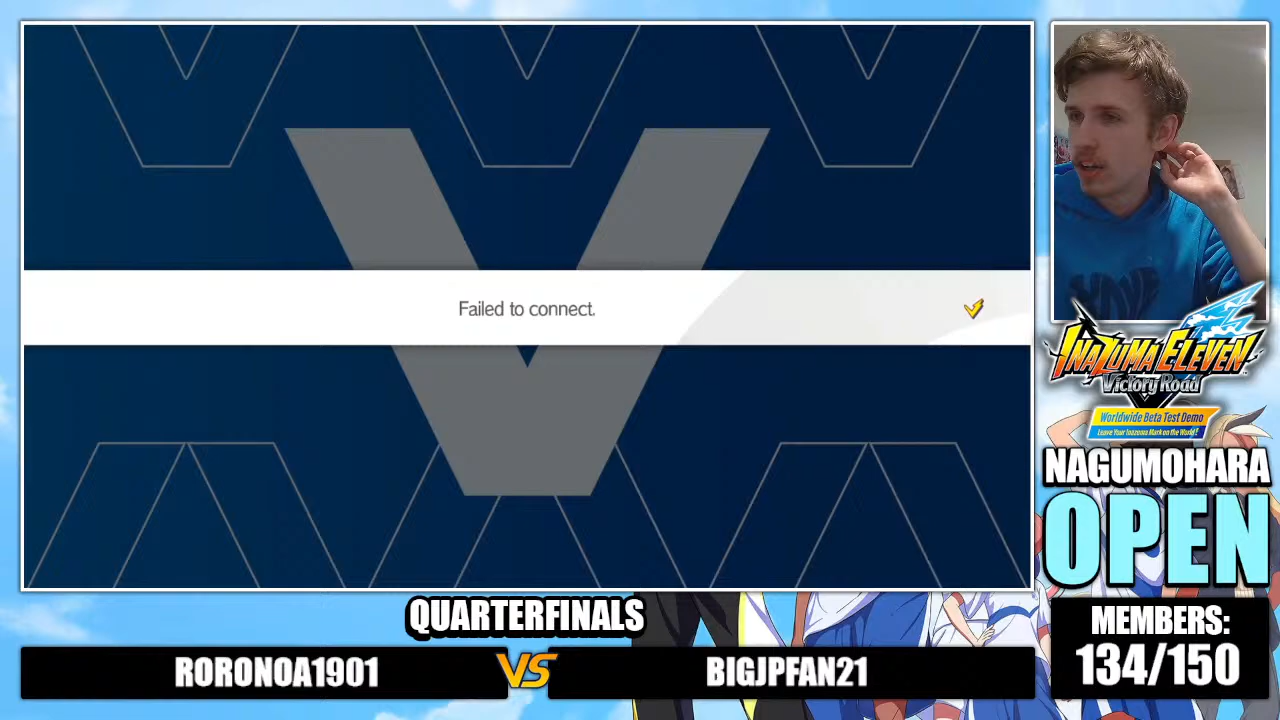 Failed to connect.
INAZUMA ELEVEN
Victory Road
Worldwide Beta Test Demo
Leave Your Inazuma Mark on the World!
NAGUMOHARA
OPEN
MEMBERS:
134/150
QUARTERFINALS
RORONOA1901
VS
BIGJPFAN21